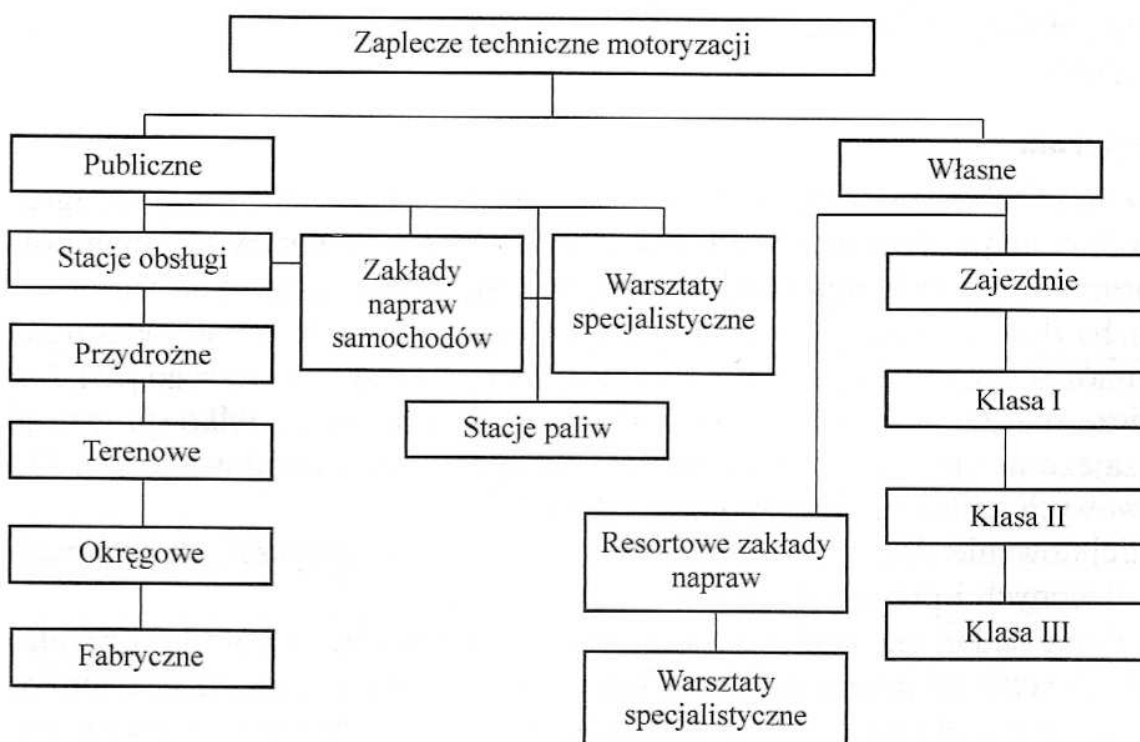 Zaplecze techniczne motoryzacji
Publiczne
Własne
Stacje obsługi
Zakłady
napraw
samochodów
Warsztaty
specjalistyczne
Zajezdnie
Przydrożne
Klasa I
Stacje paliw
Terenowe
Klasa II
Okręgowe
Resortowe zakłady
napraw
Klasa III
Fabryczne
Warsztaty
specjalistyczne